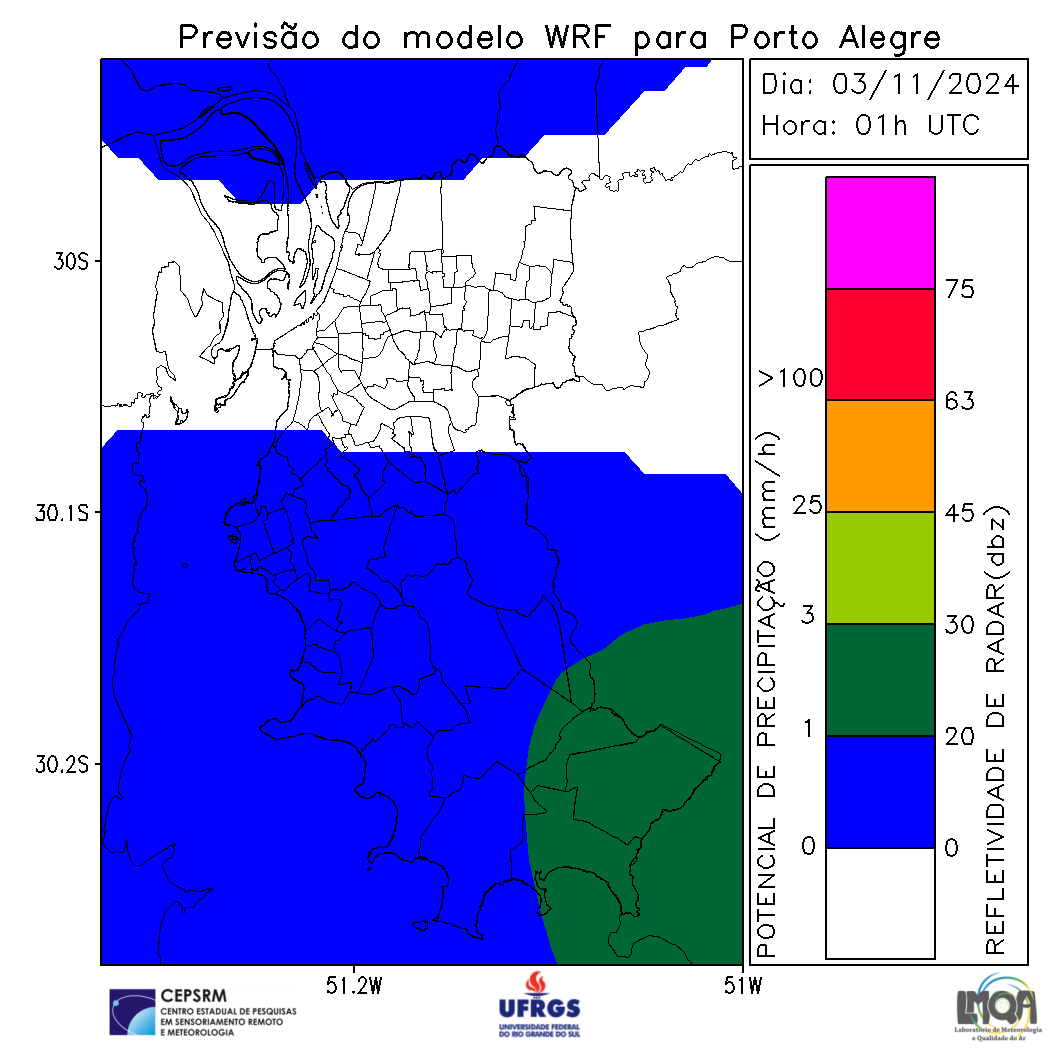 Previsão do modelo WRF para Porto Alegre
Dia: 03/11/2024
Hora: 01h UTC
30S
30.1S
30.2S
51.2W
51W
POTENCIAL DE PRECIPITAÇÃO (mm/h)
>100
25
3
1
0
75
63
45
30
20
0
REFLETIVIDADE DE RADAR(dbz)
CEPSRM
CENTRO ESTADUAL DE PESQUISAS
EM SENSORIAMENTO REMOTO
E METEOROLOGIA
UFRGS
UNIVERSIDADE FEDERAL
DO RIO GRANDE DO SUL
LMQA
Laboratório de Meteorologia
e Qualidade do Ar